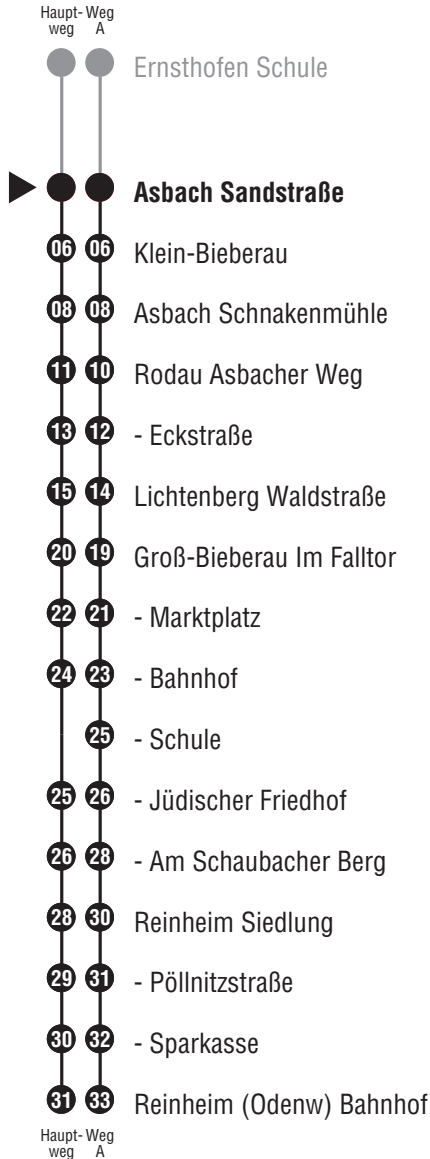 Haupt- Weg
weg A
Ernsthofen Schule
Asbach Sandstraße
06 06 Klein-Bieberau
08 08 Asbach Schnakenmühle
11 10 Rodau Asbacher Weg
13 12 - Eckstraße
15 14 Lichtenberg Waldstraße
20 19 Groß-Bieberau Im Falltor
22 21 - Marktplatz
24 23 - Bahnhof
25 - Schule
25 26 - Jüdischer Friedhof
26 28 - Am Schaubacher Berg
28 30 Reinheim Siedlung
29 31 - Pöllnitzstraße
30 32 - Sparkasse
31 33 Reinheim (Odenw) Bahnhof
Haupt- Weg
weg A